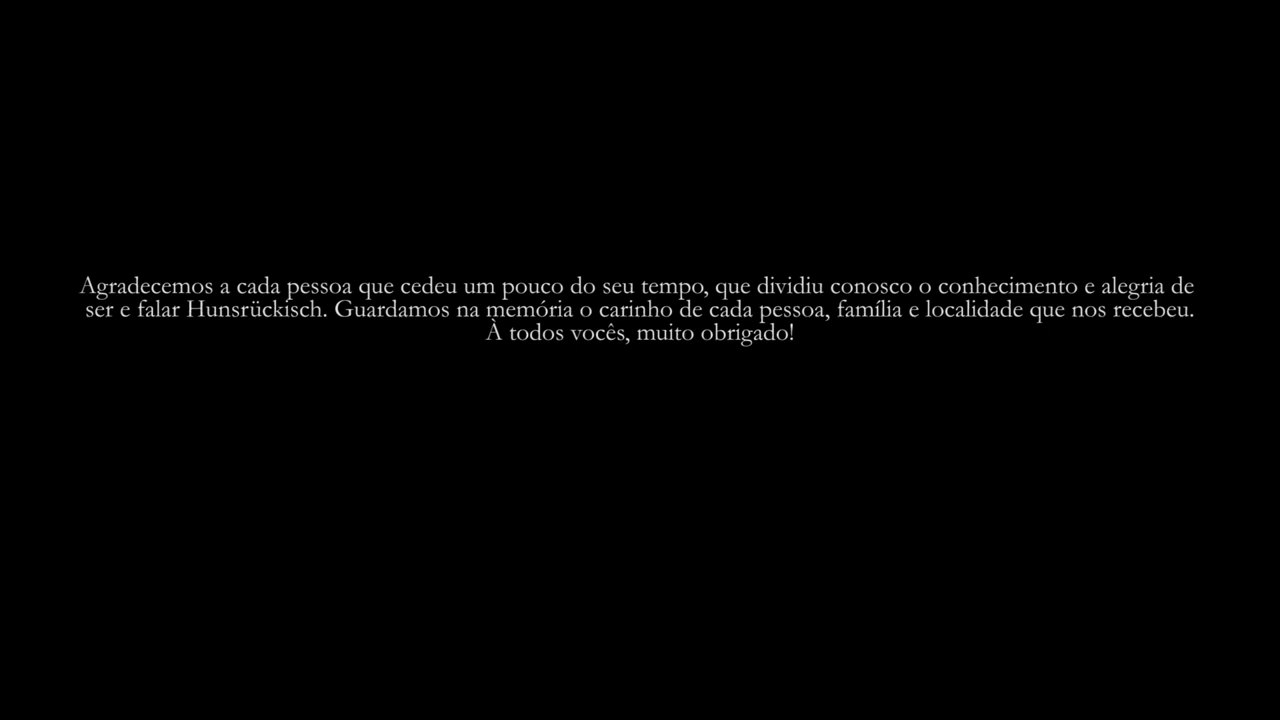 Agradecemos a cada pessoa que cedeu um pouco do seu tempo, que dividiu conosco o conhecimento e alegria de
ser e falar Hunsrückisch. Guardamos na memória o carinho de cada pessoa, família e localidade que nos recebeu.
À todos vocês, muito obrigado!